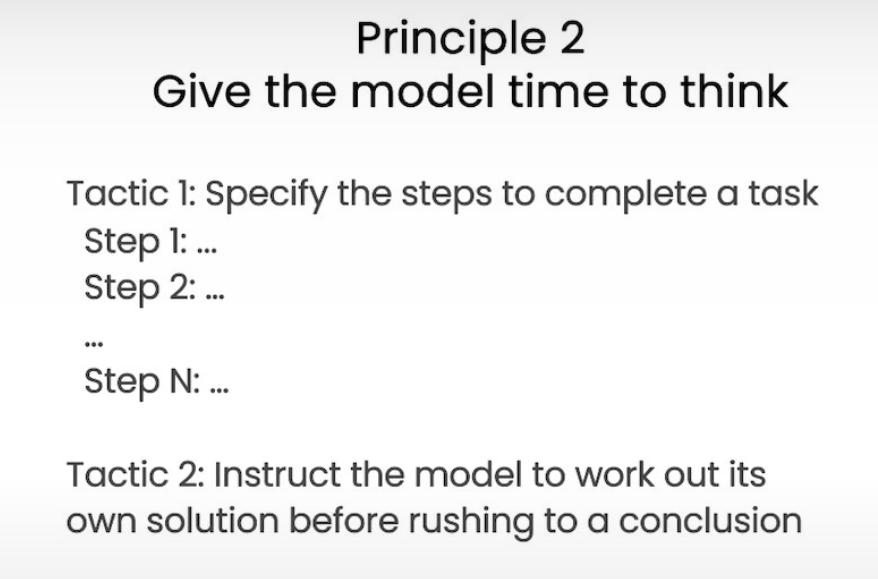 Principle 2
Give the model time to think
Tactic 1: Specify the steps to complete a task
Step 1: ...
Step 2: ...
...
Step N: ...
Tactic 2: Instruct the model to work out its
own solution before rushing to a conclusion